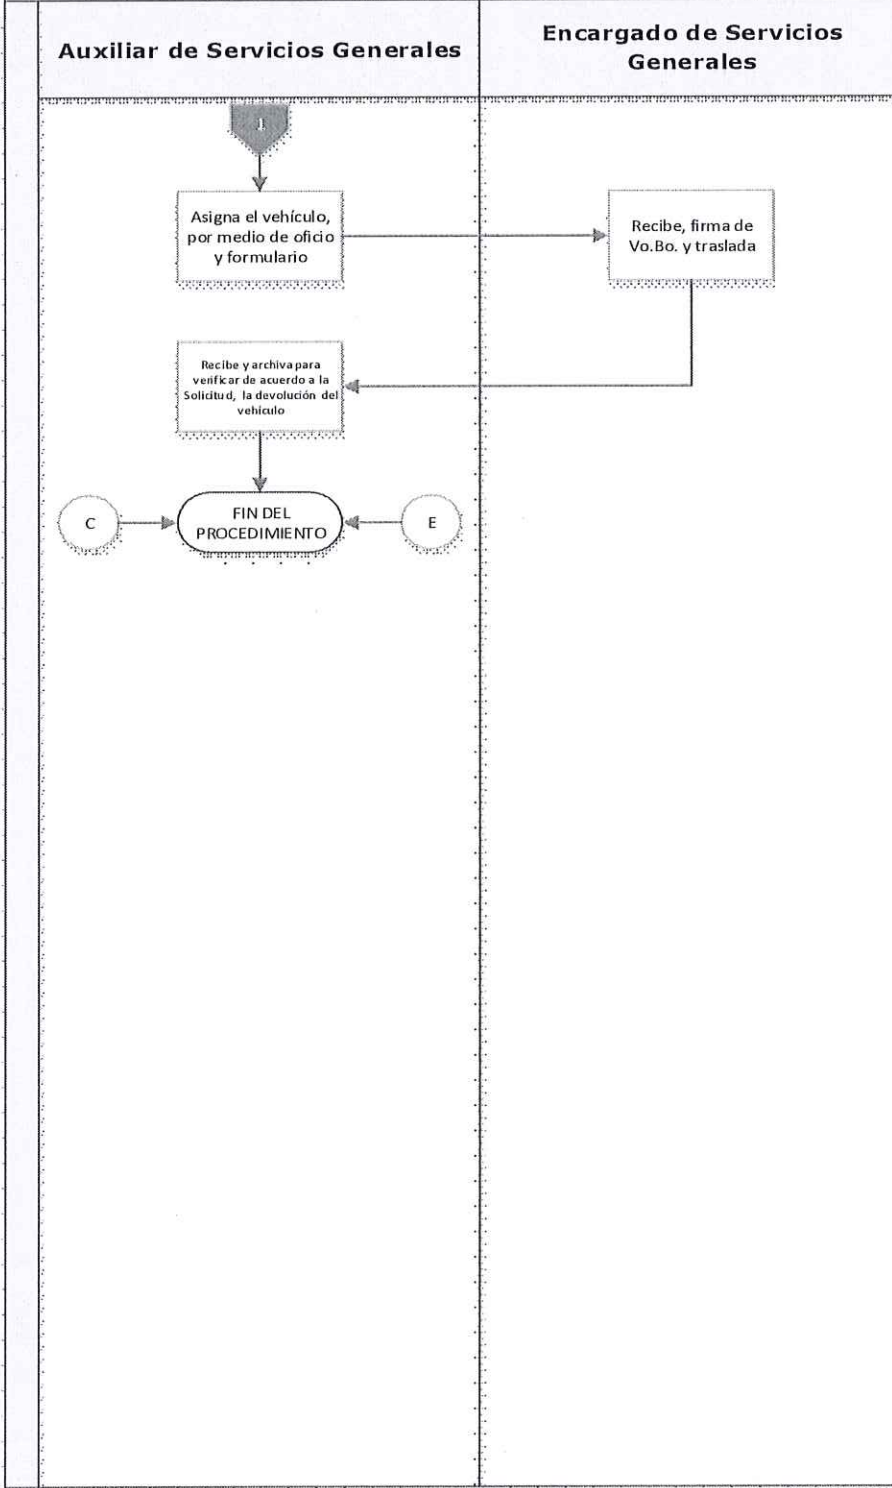 Auxiliar de Servicios Generales
Encargado de Servicios
Generales
1
Asigna el vehículo,
por medio de oficio
y formulario
Recibe, firma de
Vo.Bo. y traslada
Recibe y archiva para
verificar de acuerdo a la
Solicitud, la devolución del
vehiculo
C
FIN DEL
PROCEDIMIENTO
E